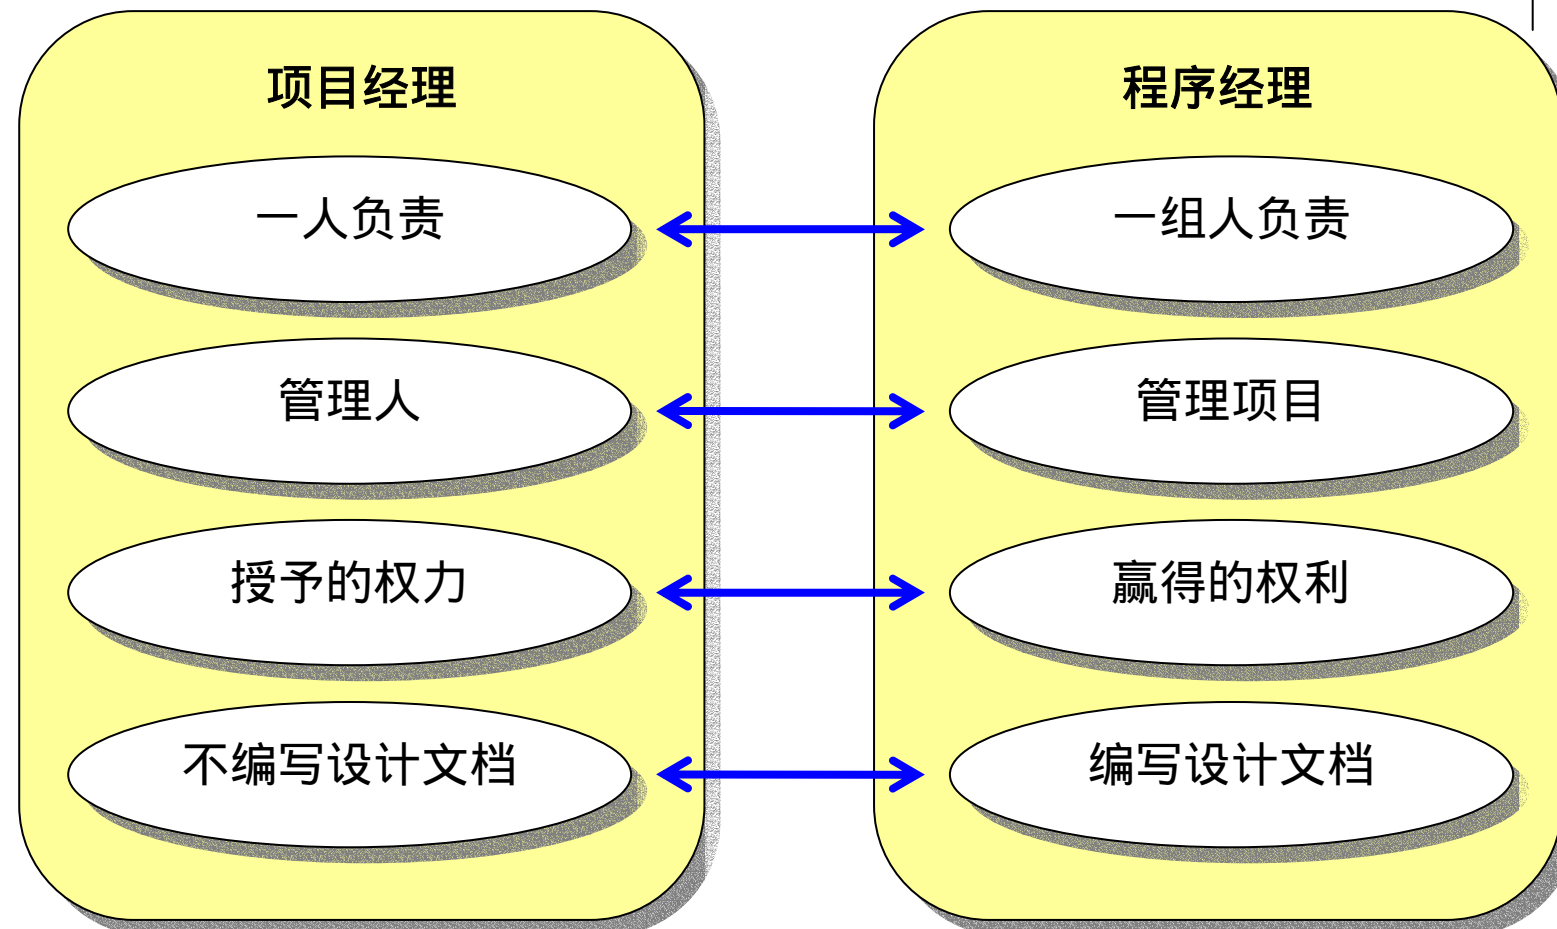 项目经理
程序经理
一人负责
一组人负责
管理人
管理项目
授予的权力
赢得的权利
不编写设计文档
编写设计文档